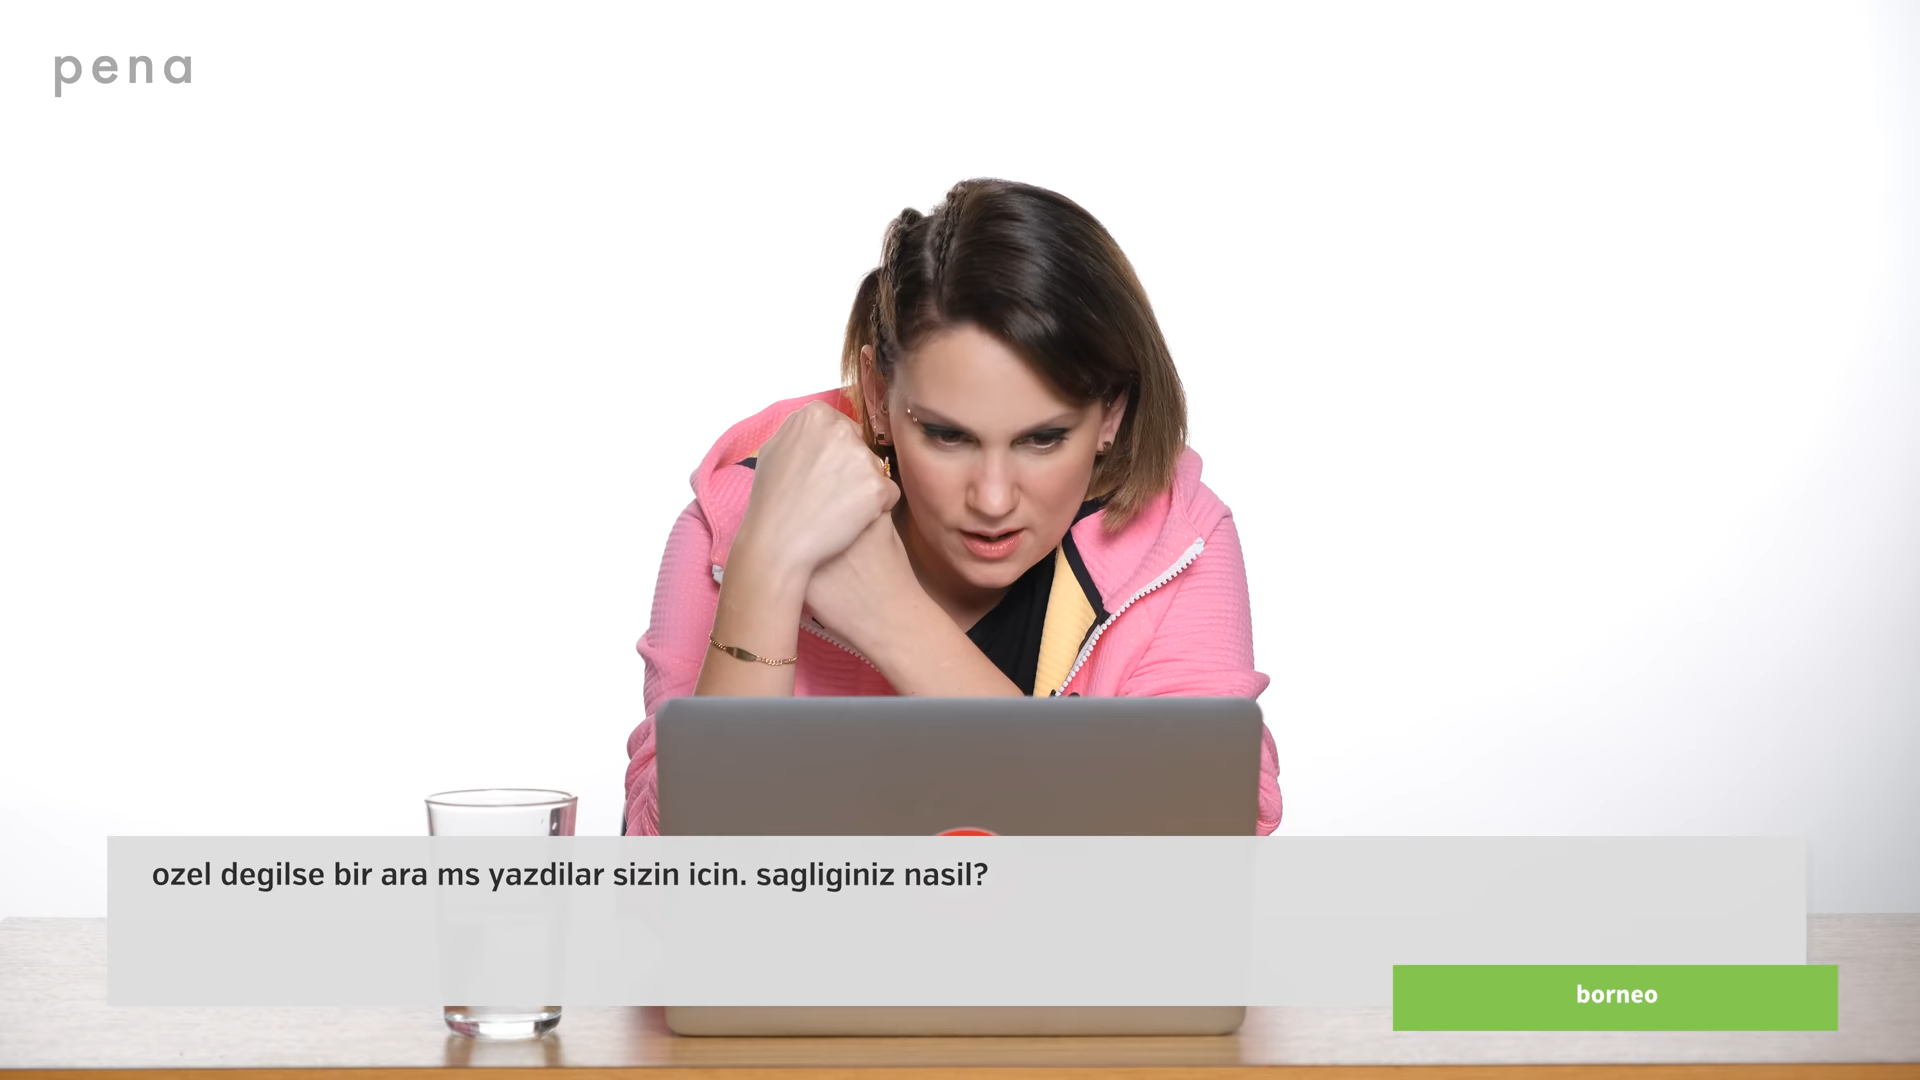 pena
ozel degilse bir ara ms yazdilar sizin icin. sagliginiz nasil?
borneo